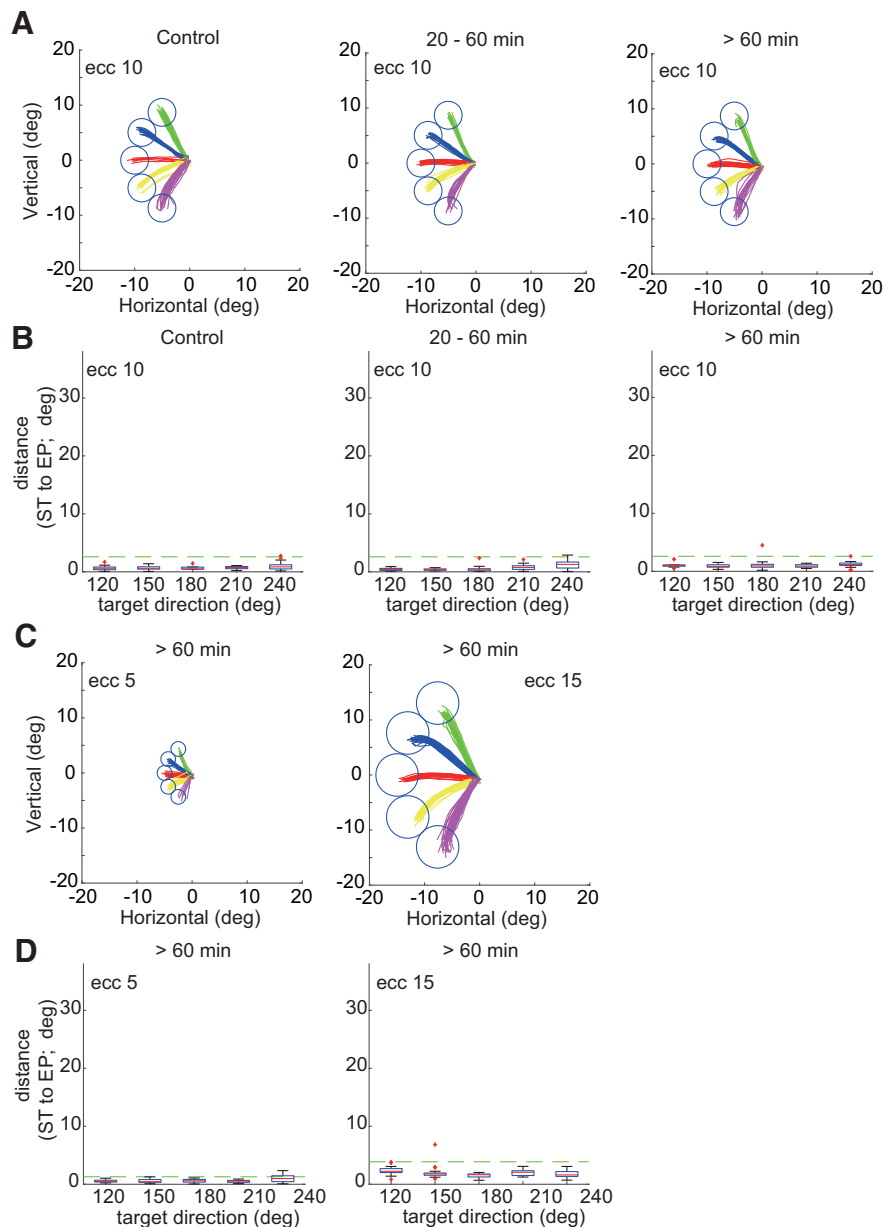 A
Control
20 - 60 min
> 60 min
ecc 10
ecc 10
ecc 10
20
10
0
-10
-20
Vertical (deg)
-20 -10 0 10 20
Horizontal (deg)
20
10
0
-10
-20
-20 -10 0 10 20
Horizontal (deg)
20
10
0
-10
-20
-20 -10 0 10 20
Horizontal (deg)
B
Control
20 - 60 min
> 60 min
ecc 10
ecc 10
ecc 10
distance
(ST to EP; deg)
30
20
10
0
120 150 180 210 240
target direction (deg)
30
20
10
0
120 150 180 210 240
target direction (deg)
30
20
10
0
120 150 180 210 240
target direction (deg)
C
> 60 min
> 60 min
ecc 5
ecc 15
20
10
0
-10
-20
Vertical (deg)
-20 -10 0 10 20
Horizontal (deg)
20
10
0
-10
-20
-20 -10 0 10 20
Horizontal (deg)
D
> 60 min
> 60 min
ecc 5
ecc 15
distance
(ST to EP; deg)
30
20
10
0
120 150 180 210 240
target direction (deg)
30
20
10
0
120 150 180 210 240
target direction (deg)